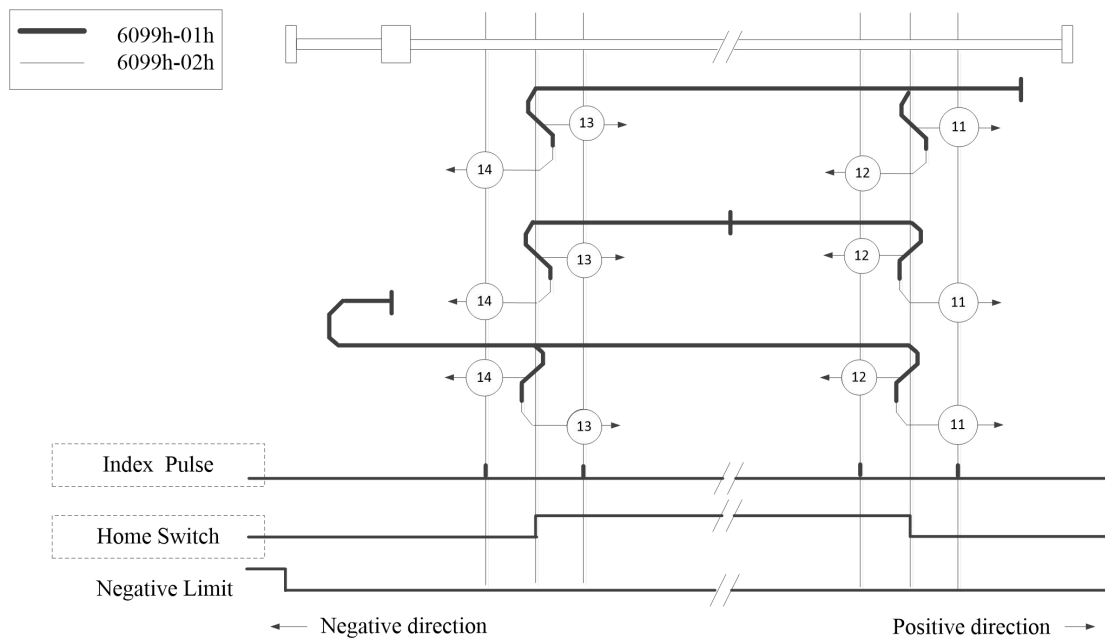 6099h-01h
6099h-02h
13
11
14
12
13
12
14
11
14
12
13
11
Index Pulse
Home Switch
Negative Limit
Negative direction
Positive direction